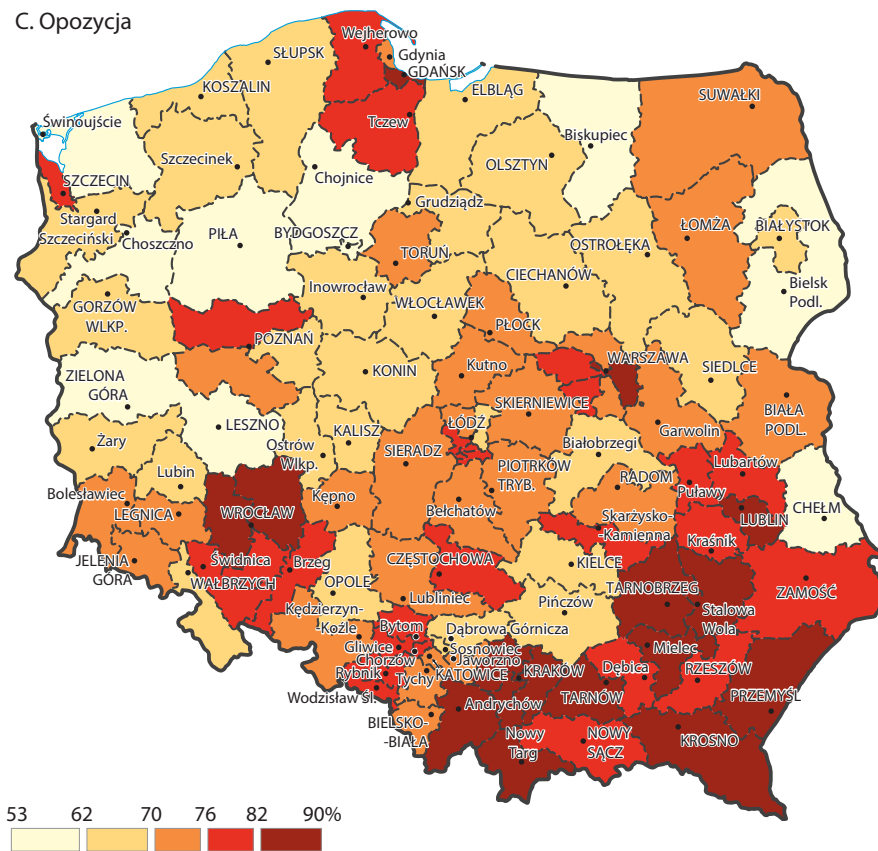 C. Opozycja
Wejherowo
Gdynia
GDAŃSK
SŁUPSK
KOSZALIN
ELBLĄG
SUWAŁKI
Świnoujście
Tczew
Biskupiec
Szczecinek
Chojnice
OLSZTYN
SZCZECIN
Grudziądz
Stargard
Szczeciński
Choszczno
PIŁA
BYDGOSZCZ
TORUŃ
OSTROŁĘKA
ŁOMŻA
BIAŁYSTOK
CIECHANÓW
Bielsk
Podl.
Inowrocław
WŁOCŁAWEK
GORZÓW
WLKP.
PŁOCK
POZNAŃ
WARSZAWA
KONIN
Kutno
SIEDLCE
ZIELONA
GÓRA
SKIERNIEWICE
BIAŁA
PODL.
LESZNO
KALISZ
ŁÓDŹ
Garwolin
Żary
Ostrów
Wlkp.
SIERADZ
Białobrzegi
Lubin
PIOTRKÓW
TRYB.
Lubartów
RADOM
Puławy
Bolesławiec
Kępno
Bełchatów
CHEŁM
LEGNICA
WROCŁAW
Skarżysko-
-Kamienna
LUBLIN
Kraśnik
JELENIA
GÓRA
Świdnica
Brzeg
CZĘSTOCHOWA
KIELCE
WAŁBRZYCH
OPOLE
TARNOBRZEG
ZAMOŚĆ
Lubliniec
Kędzierzyn-
-Koźle
Pińczów
Stalowa
Wola
Bytom
Dąbrowa Górnicza
Gliwice
Sosnowiec
Mielec
Chorzów
Jaworzno
KRAKÓW
Dębica
RZESZÓW
Rybnik
KATOWICE
Tychy
TARNÓW
PRZEMYŚL
Wodzisław śl.
Andrychów
BIELSKO-
-BIAŁA
Nowy
Targ
NOWY
SĄCZ
KROSNO
53 62 70 76 82 90%